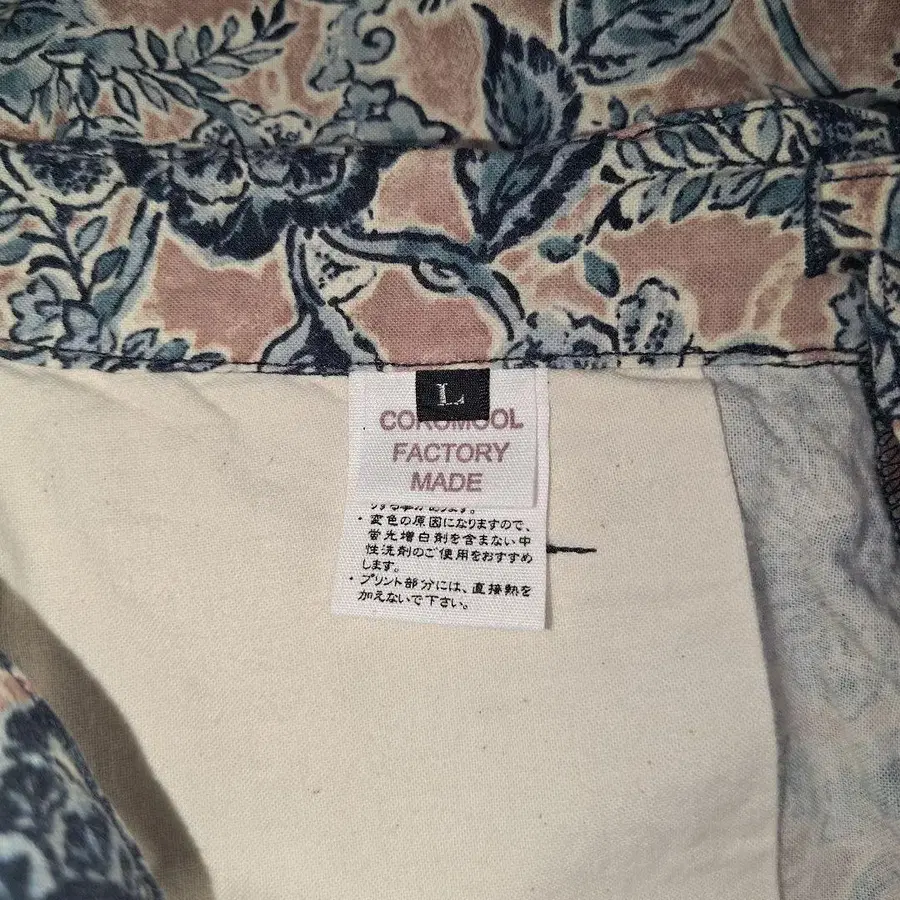 L
COKOMOOL
FACTORY
MADE
・変色の原因になりますので、
蛍光増白剤を含まない中
性洗剤のご使用をおすすめ
します。
・プリント部分には、直接熱を
加えないで下さい。